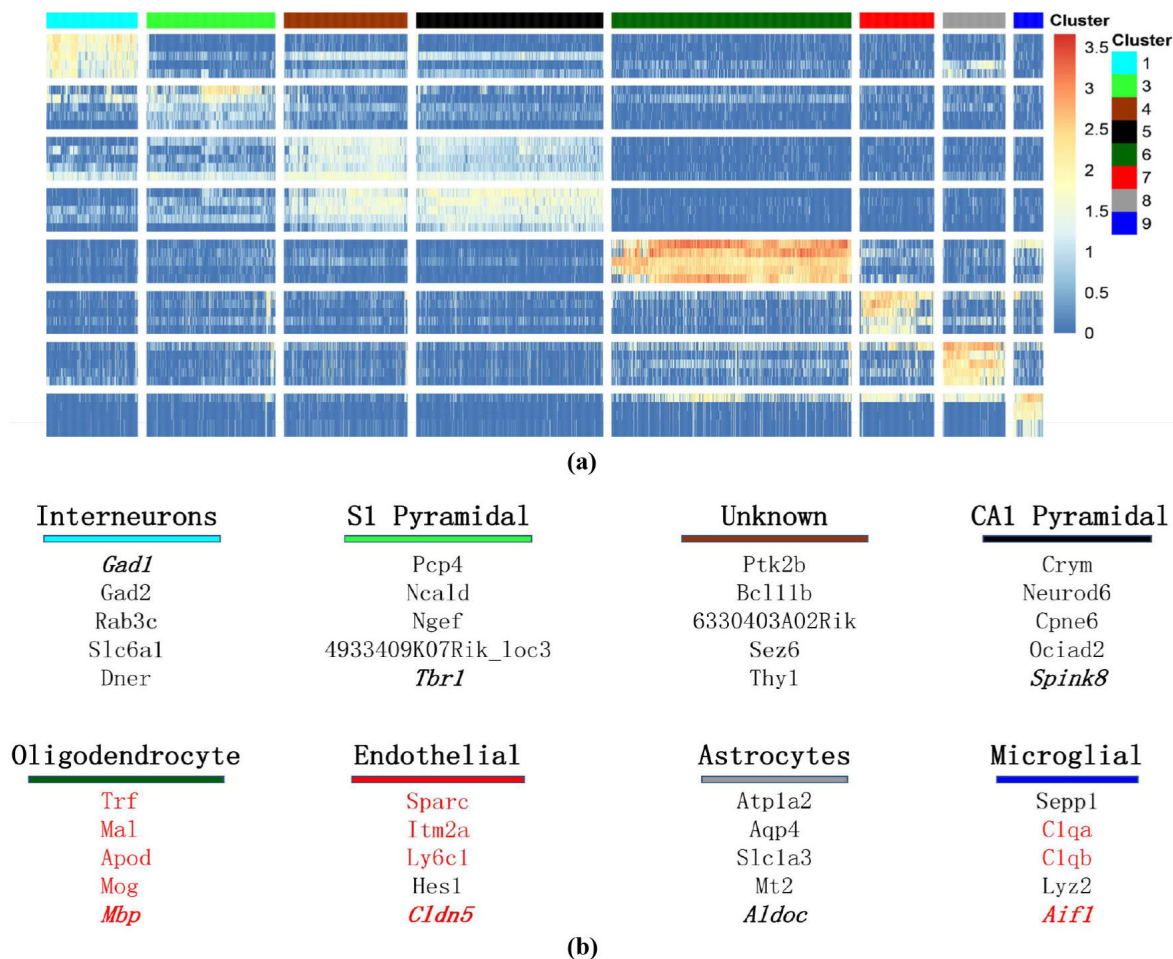 Cluster
3.5
3
2.5
2
1.5
1
0.5
0
Cluster
1
3
4
5
6
7
8
9
(a)
Interneurons
Gad1
Gad2
Rab3c
Slc6a1
Dner
S1 Pyramidal
Pcp4
Ncald
Ngef
4933409K07Rik_loc3
Tbr1
Unknown
Ptk2b
Bcl11b
6330403A02Rik
Sez6
Thy1
CA1 Pyramidal
Crym
Neurod6
Cpne6
Ociad2
Spink8
Oligodendrocyte
Trf
Mal
Apod
Mog
Mbp
Endothelial
Sparc
Itm2a
Ly6c1
Hes1
Cldn5
Astrocytes
Atp1a2
Aqp4
Slc1a3
Mt2
Aldoc
Microglial
Sepp1
C1qa
C1qb
Lyz2
Aif1
(b)